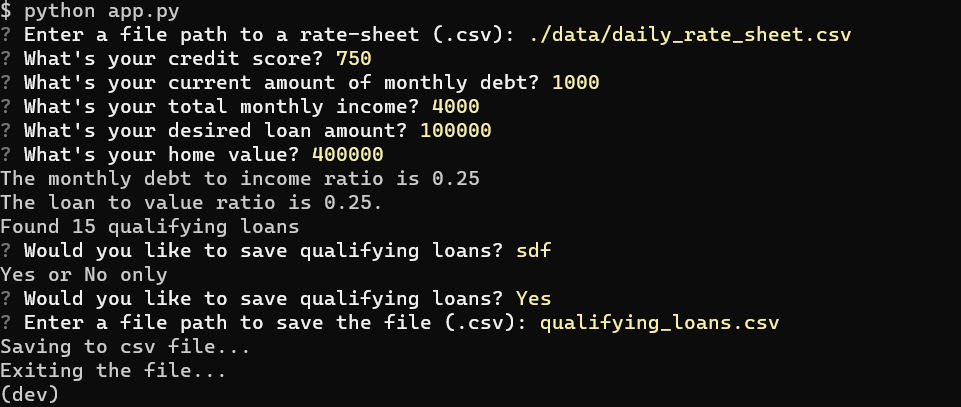 $ python app.py
? Enter a file path to a rate-sheet (.csv): ./data/daily_rate_sheet.csv
? What's your credit score? 750
? What's your current amount of monthly debt? 1000
? What's your total monthly income? 4000
? What's your desired loan amount? 100000
? What's your home value? 400000
The monthly debt to income ratio is 0.25
The loan to value ratio is 0.25.
Found 15 qualifying loans
? Would you like to save qualifying loans? sdf
Yes or No only
? Would you like to save qualifying loans? Yes
? Enter a file path to save the file (.csv): qualifying_loans.csv
Saving to csv file...
Exiting the file...
(dev)